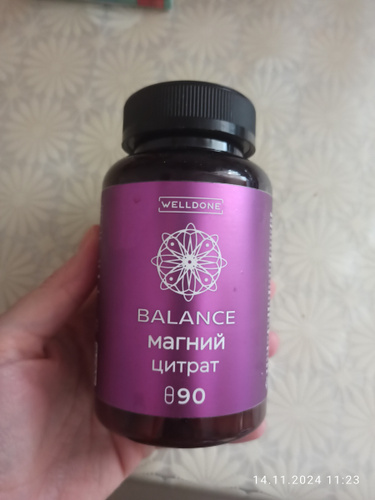 WELLDONE
BALANCE
магний
цитрат
90
14.11.2024 11:23